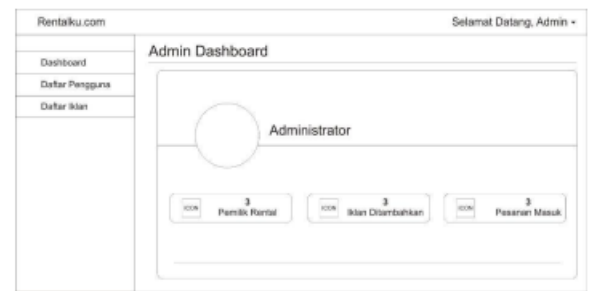 Rentalku.com
Selamat Datang, Admin
Admin Dashboard
Dashboard
Daftar Pengguna
Daftar Iklan
Administrator
ICON
3
Pemilik Rental
ICON
3
Iklan Ditambahkan
ICON
3
Pesanan Masuk